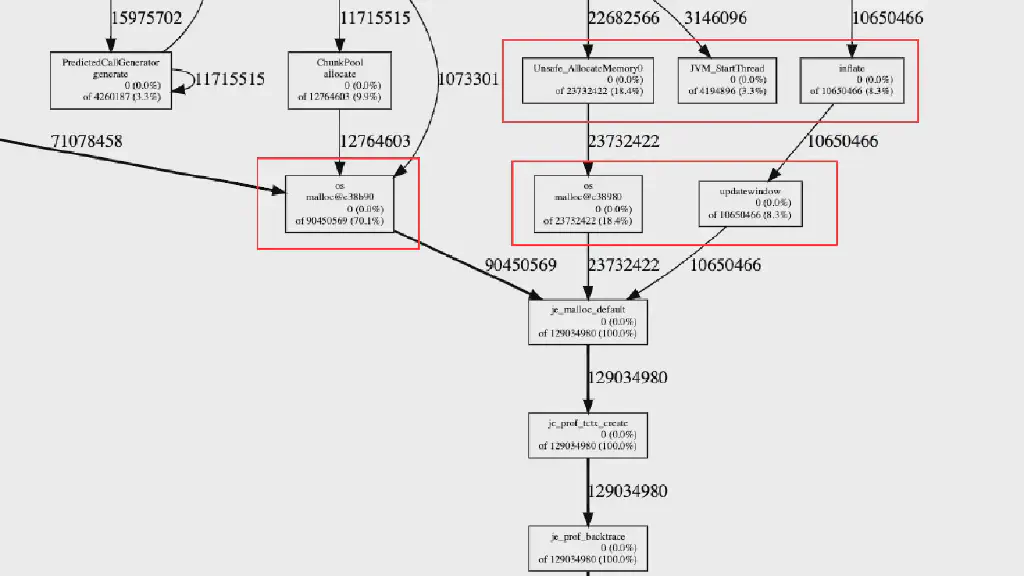 15975702
11715515
22682566
3146096
10650466
PredictedCallGenerator
generate
0 (0.0%)
of 4260187 (3.3%)
11715515
ChunkPool
allocate
0 (0.0%)
of 12764603 (9.9%)
1073301
Unsafe_AllocateMemory0
0 (0.0%)
of 23732422 (18.4%)
JVM_StartThread
0 (0.0%)
of 4194896 (3.3%)
inflate
0 (0.0%)
of 10650466 (8.3%)
71078458
12764603
23732422
10650466
os
malloc@c38b90
0 (0.0%)
of 90450569 (70.1%)
os
malloc@c38980
0 (0.0%)
of 23732422 (18.4%)
updatewindow
0 (0.0%)
of 10650466 (8.3%)
90450569
23732422
10650466
je_malloc_default
0 (0.0%)
of 129034980 (100.0%)
129034980
je_prof_tctx_create
0 (0.0%)
of 129034980 (100.0%)
129034980
je_prof_backtrace
0 (0.0%)
of 129034980 (100.0%)